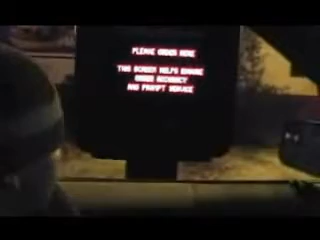 PLEASE ORDER HERE
THIS SCREEN HELPS ENSURE
ORDER ACCURACY
AND PROMPT SERVICE